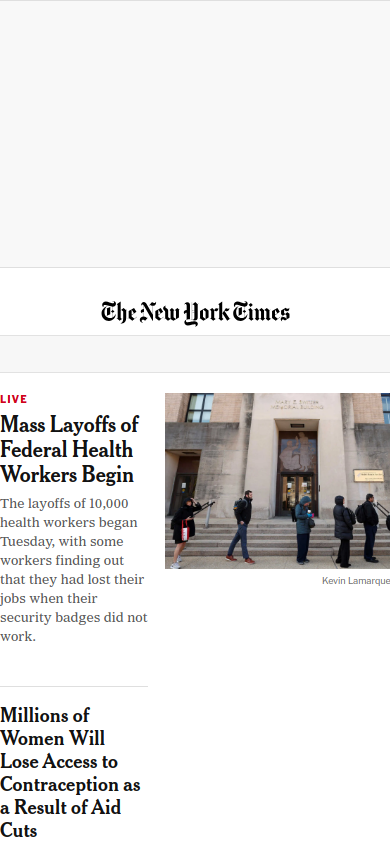 The New York Times
LIVE
Mass Layoffs of
Federal Health
Workers Begin
The layoffs of 10,000
health workers began
Tuesday, with some
workers finding out
that they had lost their
jobs when their
security badges did not
work.
Kevin Lamarque
Millions of
Women Will
Lose Access to
Contraception as
a Result of Aid
Cuts